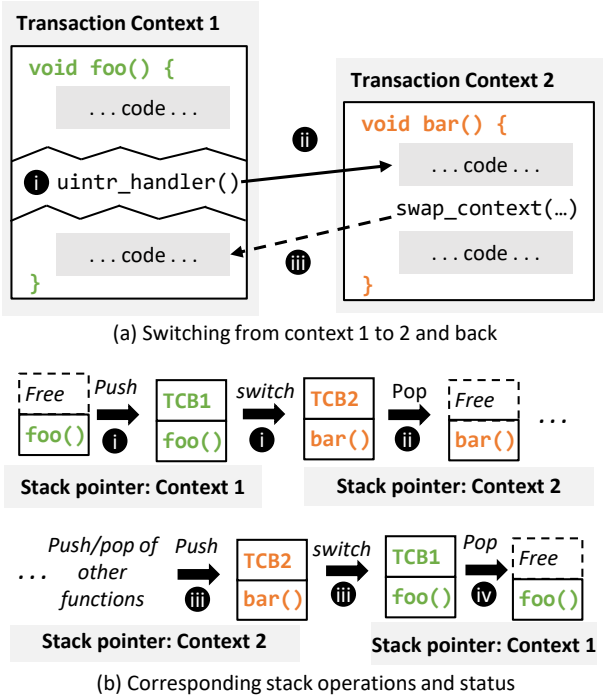 Transaction Context 1
void foo() {
... code ...
i uintr_handler()
... code ...
}
ii
iii
Transaction Context 2
void bar() {
... code ...
swap_context(…)
... code ...
}
(a) Switching from context 1 to 2 and back
Free Push TCB1 switch TCB2 Pop Free
foo() i foo() i bar() ii bar() ...
Stack pointer: Context 1 Stack pointer: Context 2
... Push/pop of other functions Push TCB2 switch TCB1 Pop Free
iii bar() iii foo() iv foo()
Stack pointer: Context 2 Stack pointer: Context 1
(b) Corresponding stack operations and status